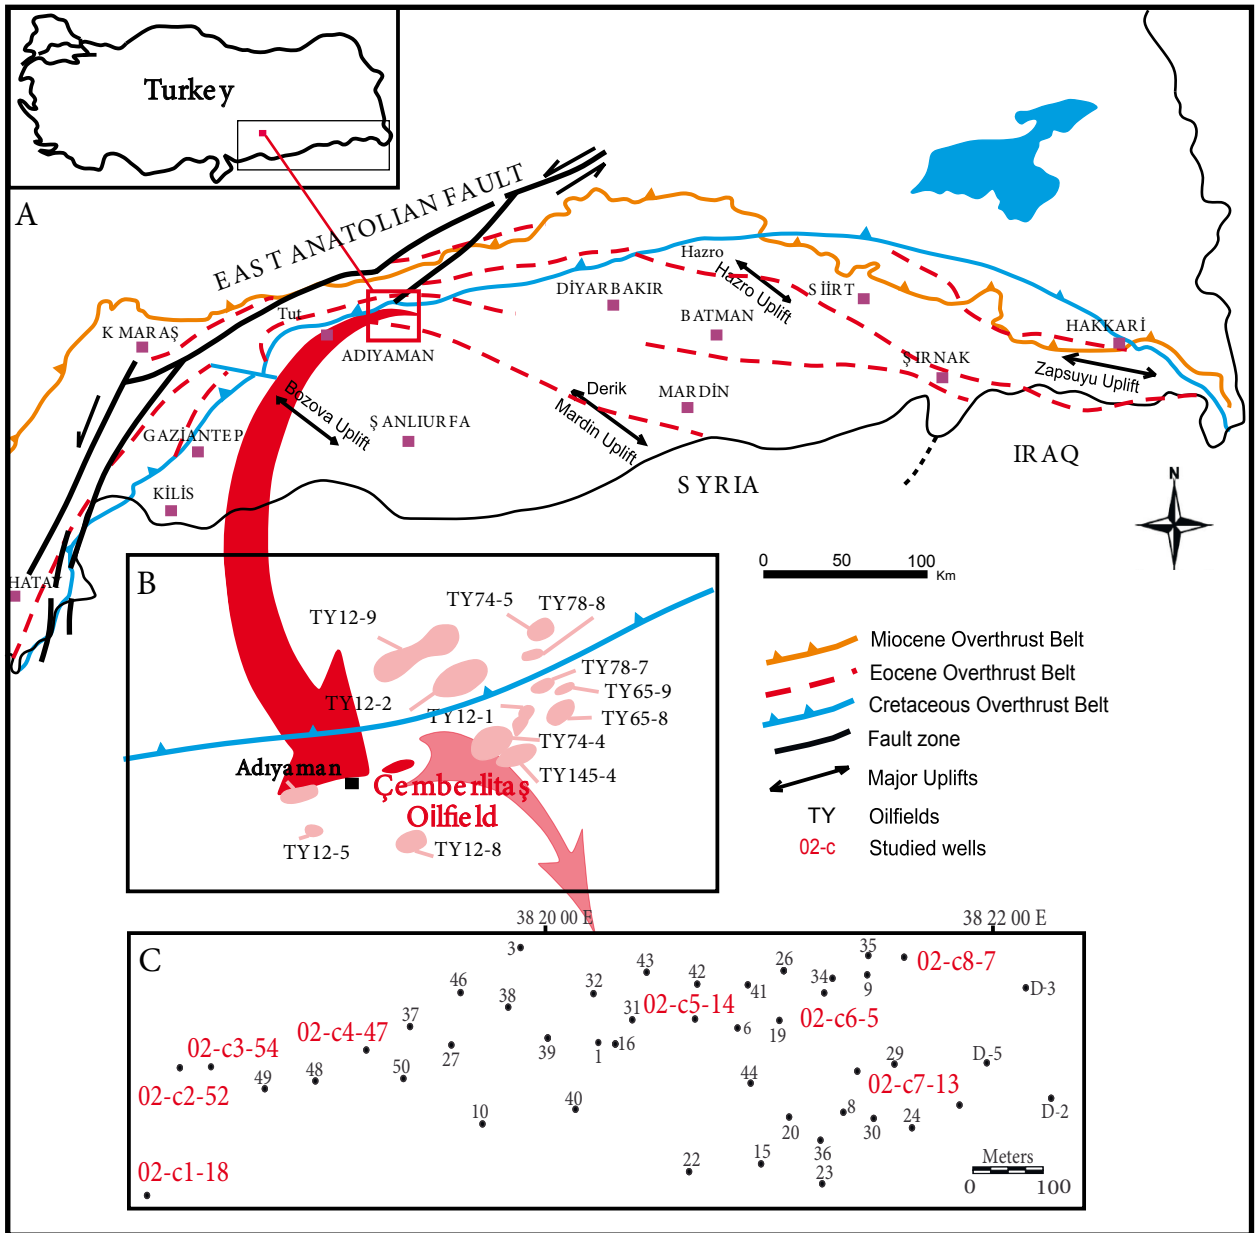 Turkey
A
EAST ANATOLIAN FAULT
Hazro
Hazro Uplift
DİYARBAKIR
SİİRT
Tut
K MARAŞ
BATMAN
HAKKARİ
ADIYAMAN
ŞIRNAK
Zapsuyu Uplift
Derik
MARDİN
Bozova Uplift
ŞANLIURFA
Mardin Uplift
GAZİANTEP
IRAQ
SYRIA
KİLİS
N
HATAY
0 50 100
Km
B
TY74-5
TY78-8
TY12-9
TY78-7
TY65-9
TY12-2
TY12-1
TY65-8
TY74-4
Adıyaman
TY145-4
Çemberlitaş
Oilfield
TY12-5
TY12-8
Miocene Overthrust Belt
Eocene Overthrust Belt
Cretaceous Overthrust Belt
Fault zone
Major Uplifts
TY Oilfields
02-c Studied wells
38 20 00 E
38 22 00 E
C
3
35
43
26
02-c8-7
46
32
42
34
9
41
D-3
38
31
02-c5-14
37
02-c4-47
02-c6-5
6
19
39
1
16
27
02-c3-54
29
D-5
49
48
50
44
02-c7-13
02-c2-52
10
40
8
D-2
20
30
24
36
22
15
23
02-c1-18
Meters
0 100